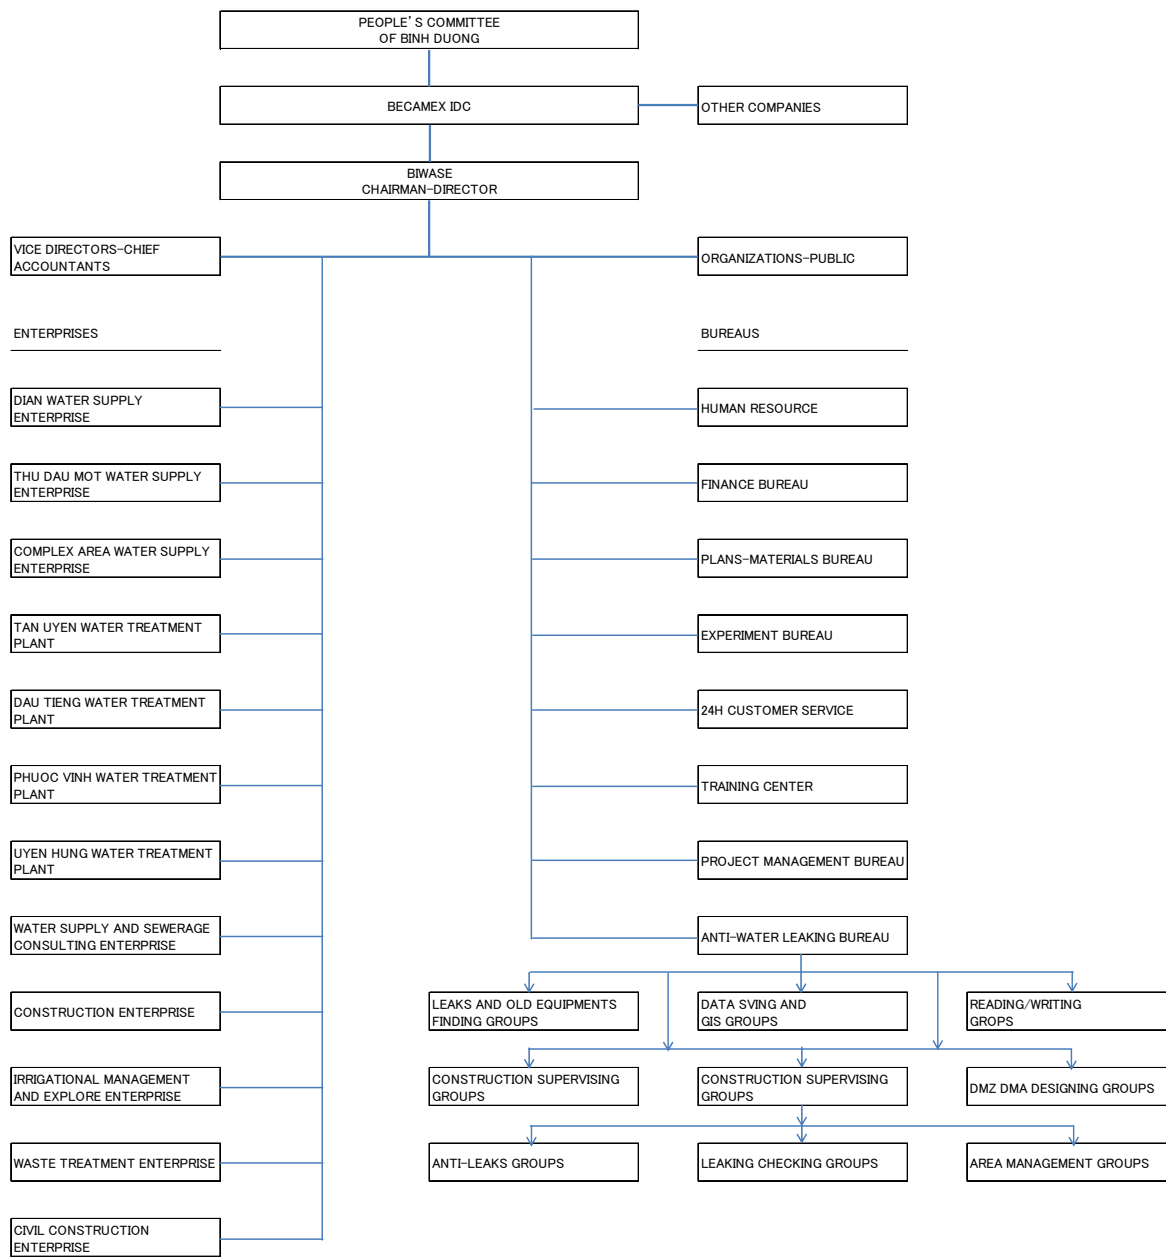 PEOPLE'S COMMITTEE
OF BINH DUONG
BECAMEX IDC
OTHER COMPANIES
BIWASE
CHAIRMAN-DIRECTOR
VICE DIRECTORS-CHIEF
ACCOUNTANTS
ORGANIZATIONS-PUBLIC
ENTERPRISES
BUREAUS
DIAN WATER SUPPLY
ENTERPRISE
HUMAN RESOURCE
THU DAU MOT WATER SUPPLY
ENTERPRISE
FINANCE BUREAU
COMPLEX AREA WATER SUPPLY
ENTERPRISE
PLANS-MATERIALS BUREAU
TAN UYEN WATER TREATMENT
PLANT
EXPERIMENT BUREAU
DAU TIENG WATER TREATMENT
PLANT
24H CUSTOMER SERVICE
PHUOC VINH WATER TREATMENT
PLANT
TRAINING CENTER
UYEN HUNG WATER TREATMENT
PLANT
PROJECT MANAGEMENT BUREAU
WATER SUPPLY AND SEWERAGE
CONSULTING ENTERPRISE
ANTI-WATER LEAKING BUREAU
CONSTRUCTION ENTERPRISE
LEAKS AND OLD EQUIPMENTS
FINDING GROUPS
DATA SVING AND
GIS GROUPS
READING/WRITING
GROPS
IRRIGATIONAL MANAGEMENT
AND EXPLORE ENTERPRISE
CONSTRUCTION SUPERVISING
GROUPS
CONSTRUCTION SUPERVISING
GROUPS
DMZ DMA DESIGNING GROUPS
WASTE TREATMENT ENTERPRISE
ANTI-LEAKS GROUPS
LEAKING CHECKING GROUPS
AREA MANAGEMENT GROUPS
CIVIL CONSTRUCTION
ENTERPRISE